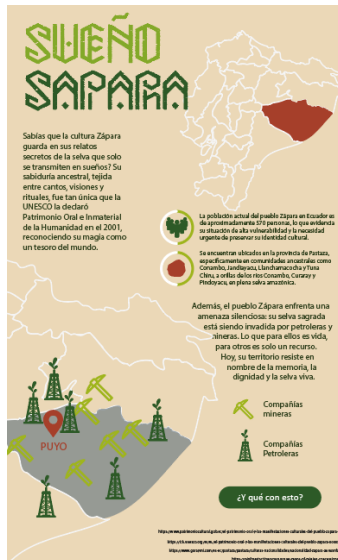 SUEÑO
SAPARA
Sabías que la cultura Zápara
guarda en sus relatos
secretos de la selva que solo
se transmiten en sueños? Su
sabiduría ancestral, tejida
entre cantos, visiones y
rituales, fue tan única que la
UNESCO la declaró
Patrimonio Oral e Inmaterial
de la Humanidad en el 2001,
reconociendo su magia como
un tesoro del mundo.
La población actual del pueblo Zápara en Ecuador es
de aproximadamente 570 personas, lo que evidencia
su situación de alta vulnerabilidad y la necesidad
urgente de preservar su identidad cultural.
Se encuentran ubicados en la provincia de Pastaza,
específicamente en comunidades ancestrales como
Conambo, Jandiayacu, Llanchamacocha y
a orillas de los ríos Conambo, Curaray y
Pindoyacu, en plena selva amazónica.
Además, el pueblo Zápara enfrenta una
amenaza silenciosa: su selva sagrada
está siendo invadida por petroleras y
mineras. Lo que para ellos es vida,
para otros es solo un recurso.
Hoy, su territorio resiste en
nombre de la memoria, la
dignidad y la selva viva.
Compañías
mineras
PUYO
Compañías
Petroleras
¿Y qué con esto?